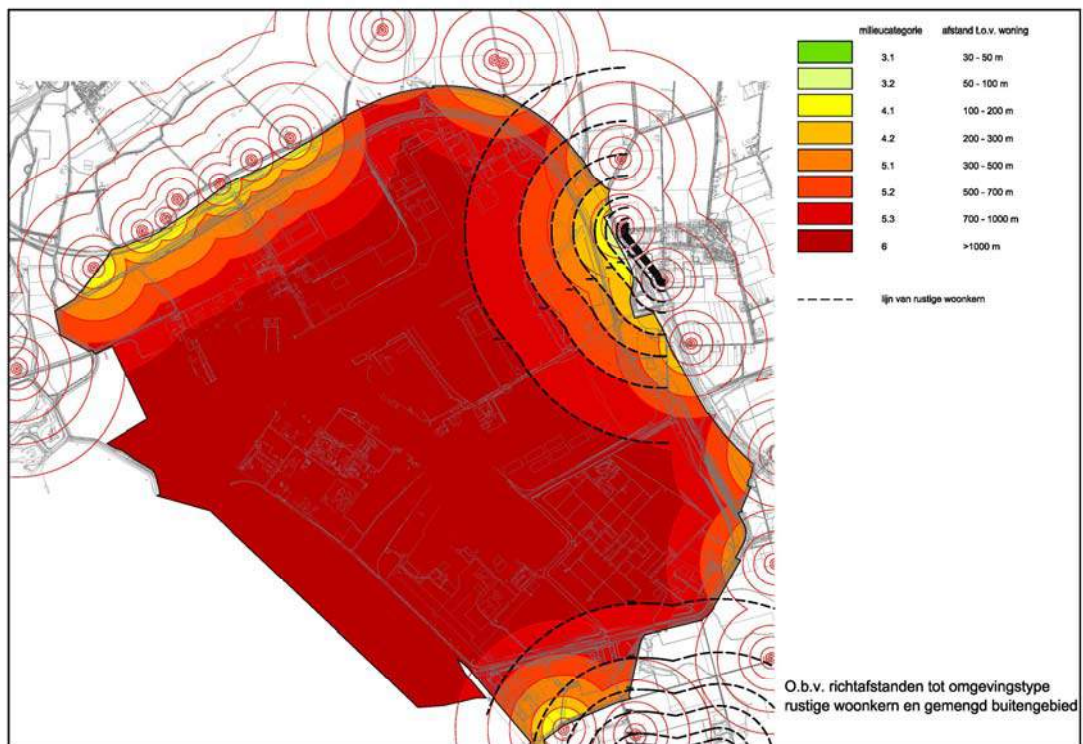 milieucategorie afstand t.o.v. woning
3.1 30 - 50 m
3.2 50 - 100 m
4.1 100 - 200 m
4.2 200 - 300 m
5.1 300 - 500 m
5.2 500 - 700 m
5.3 700 - 1000 m
6 >1000 m
lijn van rustige woonkern
O.b.v. richtafstanden tot omgevingstype
rustige woonkern en gemengd buitengebied